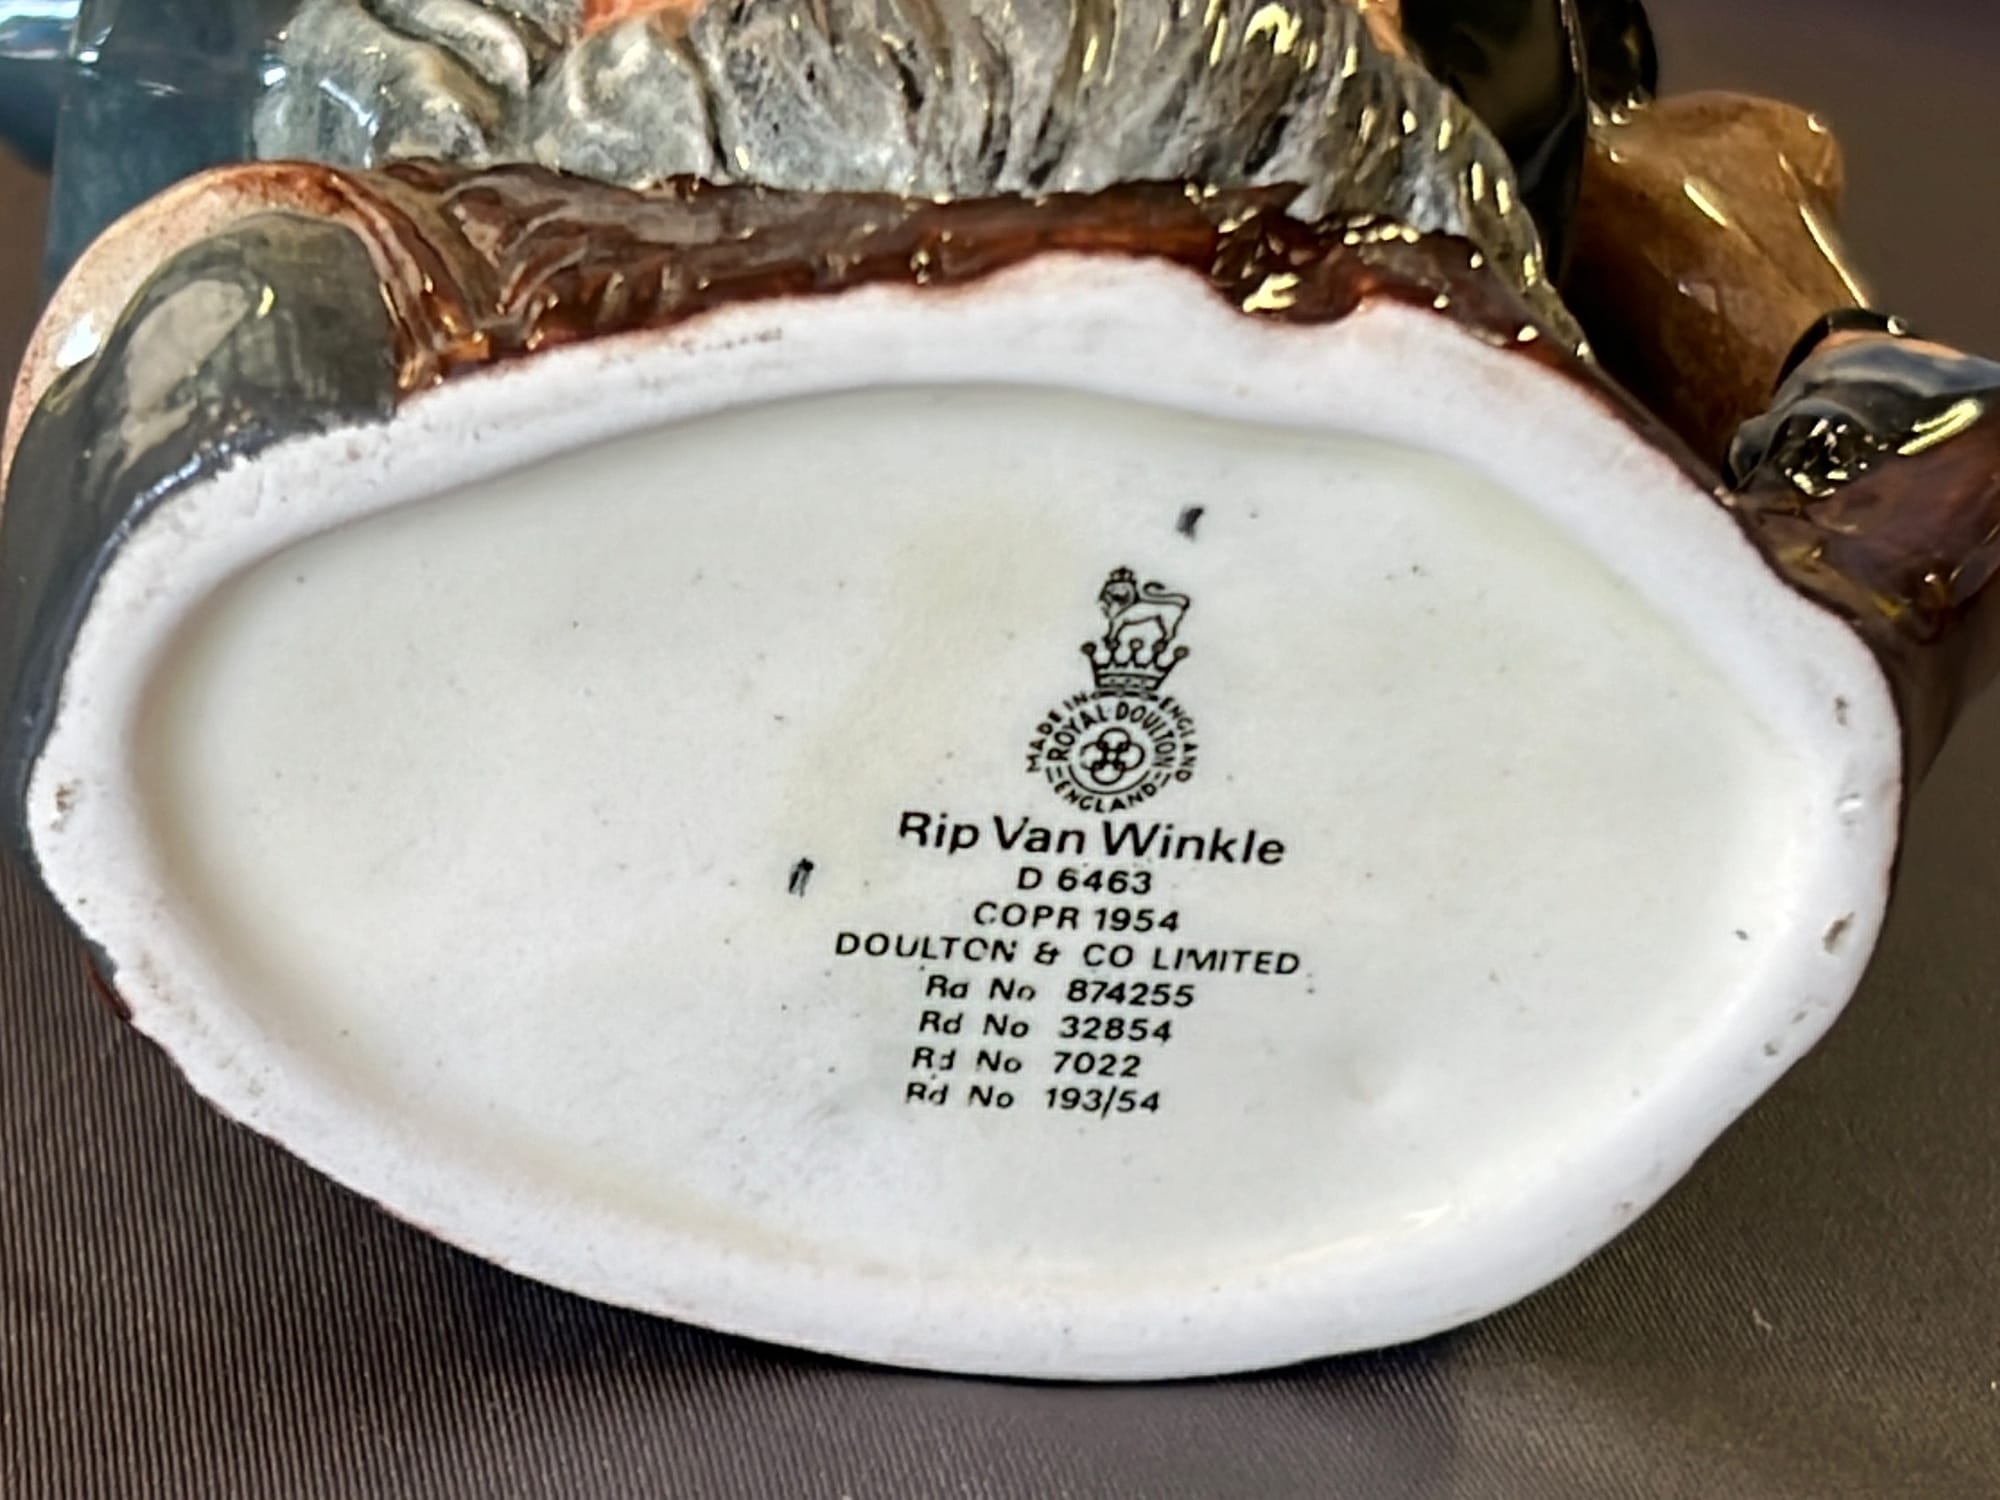 MADE IN ENGLAND
ROYAL DOULTON
ENGLAND
Rip Van Winkle
D 6463
COPR 1954
DOULTON & CO LIMITED
Rd No 874255
Rd No 32854
Rd No 7022
Rd No 193/54